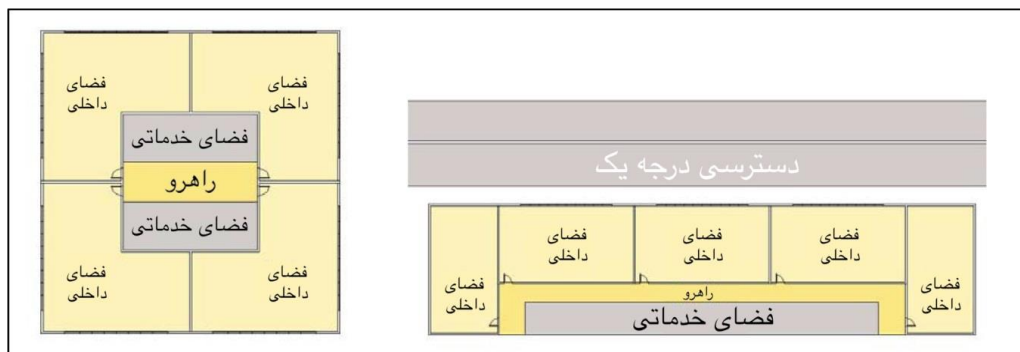 فضای
داخلی
فضای
داخلی
فضای خدماتی
راهرو
فضای خدماتی
فضای
داخلی
فضای
داخلی
دسترسی درجه یک
فضای
داخلی
فضای
داخلی
فضای
داخلی
فضای
داخلی
فضای
داخلی
راهرو
فضای خدماتی